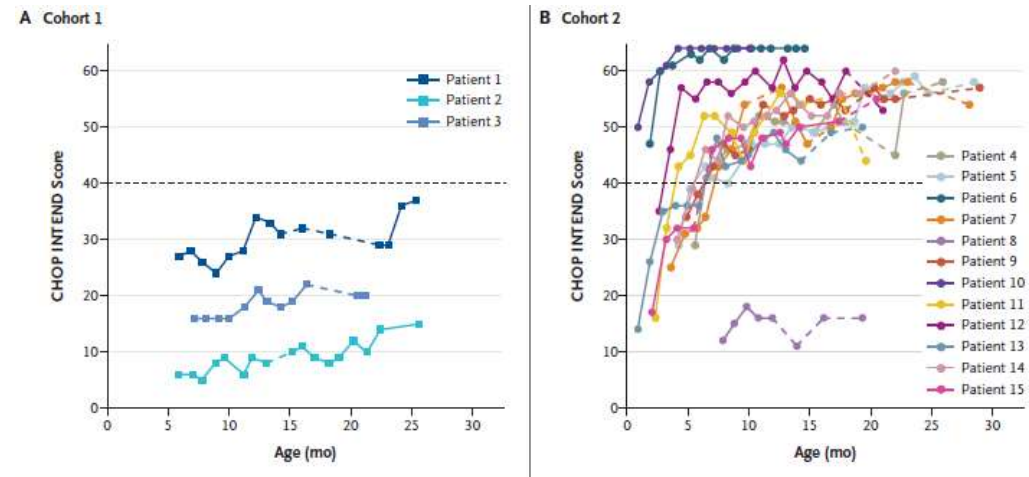 A Cohort 1
CHOP INTEND Score
60
50
40
30
20
10
0
0 5 10 15 20 25 30
Age (mo)
Patient 1
Patient 2
Patient 3
B Cohort 2
CHOP INTEND Score
60
50
40
30
20
10
0
0 5 10 15 20 25 30
Age (mo)
Patient 4
Patient 5
Patient 6
Patient 7
Patient 8
Patient 9
Patient 10
Patient 11
Patient 12
Patient 13
Patient 14
Patient 15